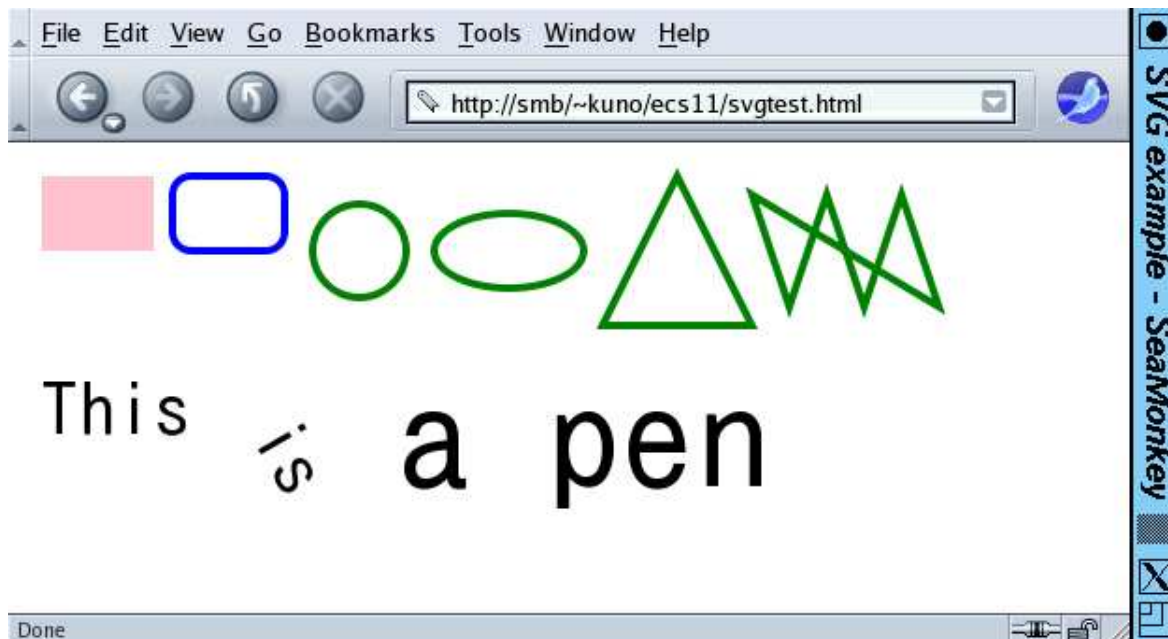 File Edit View Go Bookmarks Tools Window Help
http://smb/~kuno/ecs11/svgtest.html
This is a pen
Done
SVG example - SeaMonkey